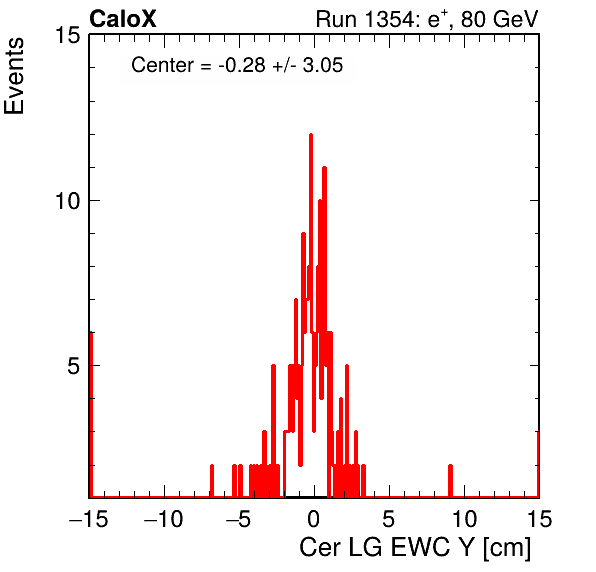 CaloX Run 1354: e⁺, 80 GeV
Center = -0.28 +/- 3.05
Events
15
10
5
−15 −10 −5 0 5 10 15
Cer LG EWC Y [cm]